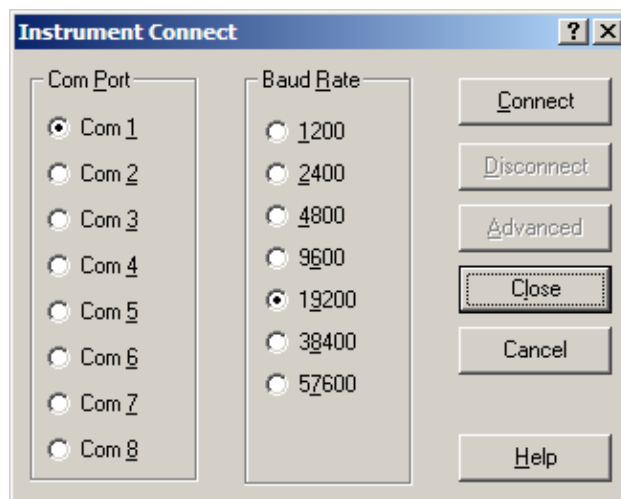 Instrument Connect
Com Port
Com 1
Com 2
Com 3
Com 4
Com 5
Com 6
Com 7
Com 8
Baud Rate
1200
2400
4800
9600
19200
38400
57600
Connect
Disconnect
Advanced
Close
Cancel
Help